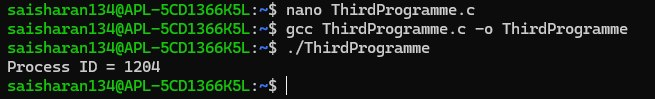 saisharan134@APL-5CD1366K5L:~$ nano ThirdProgramme.c
saisharan134@APL-5CD1366K5L:~$ gcc ThirdProgramme.c -o ThirdProgramme
saisharan134@APL-5CD1366K5L:~$ ./ThirdProgramme
Process ID = 1204
saisharan134@APL-5CD1366K5L:~$